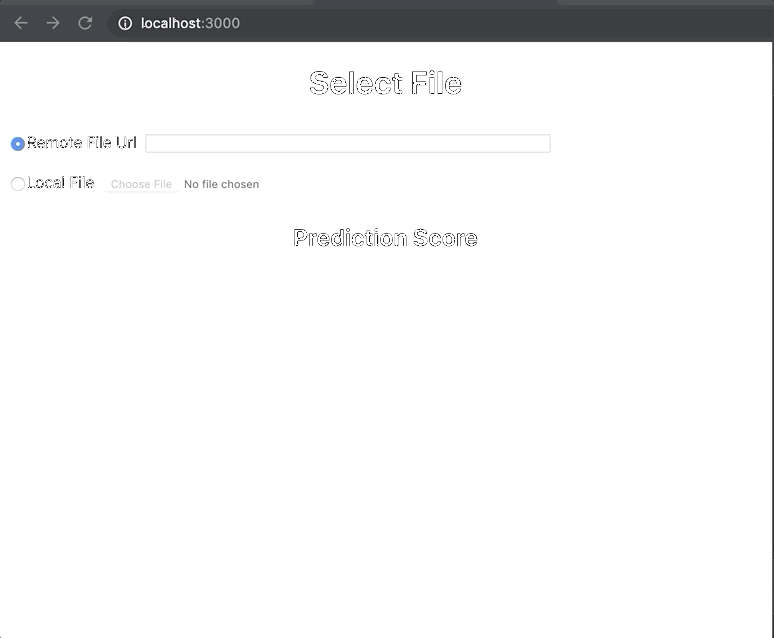 localhost:3000
Select File
Remote File Url
Local File Choose File No file chosen
Prediction Score